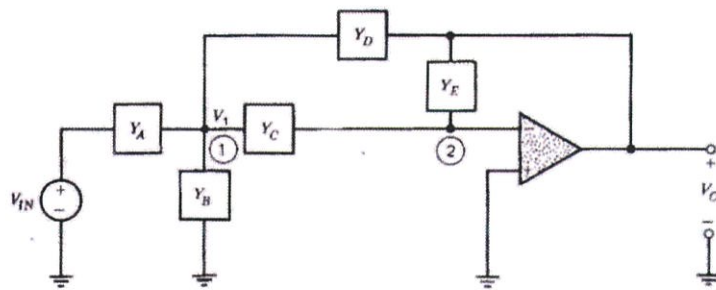 Y_D
Y_E
Y_A
V_1
Y_C
−
1
2
+
Y_B
V_IN
+
−
+
V_O
−